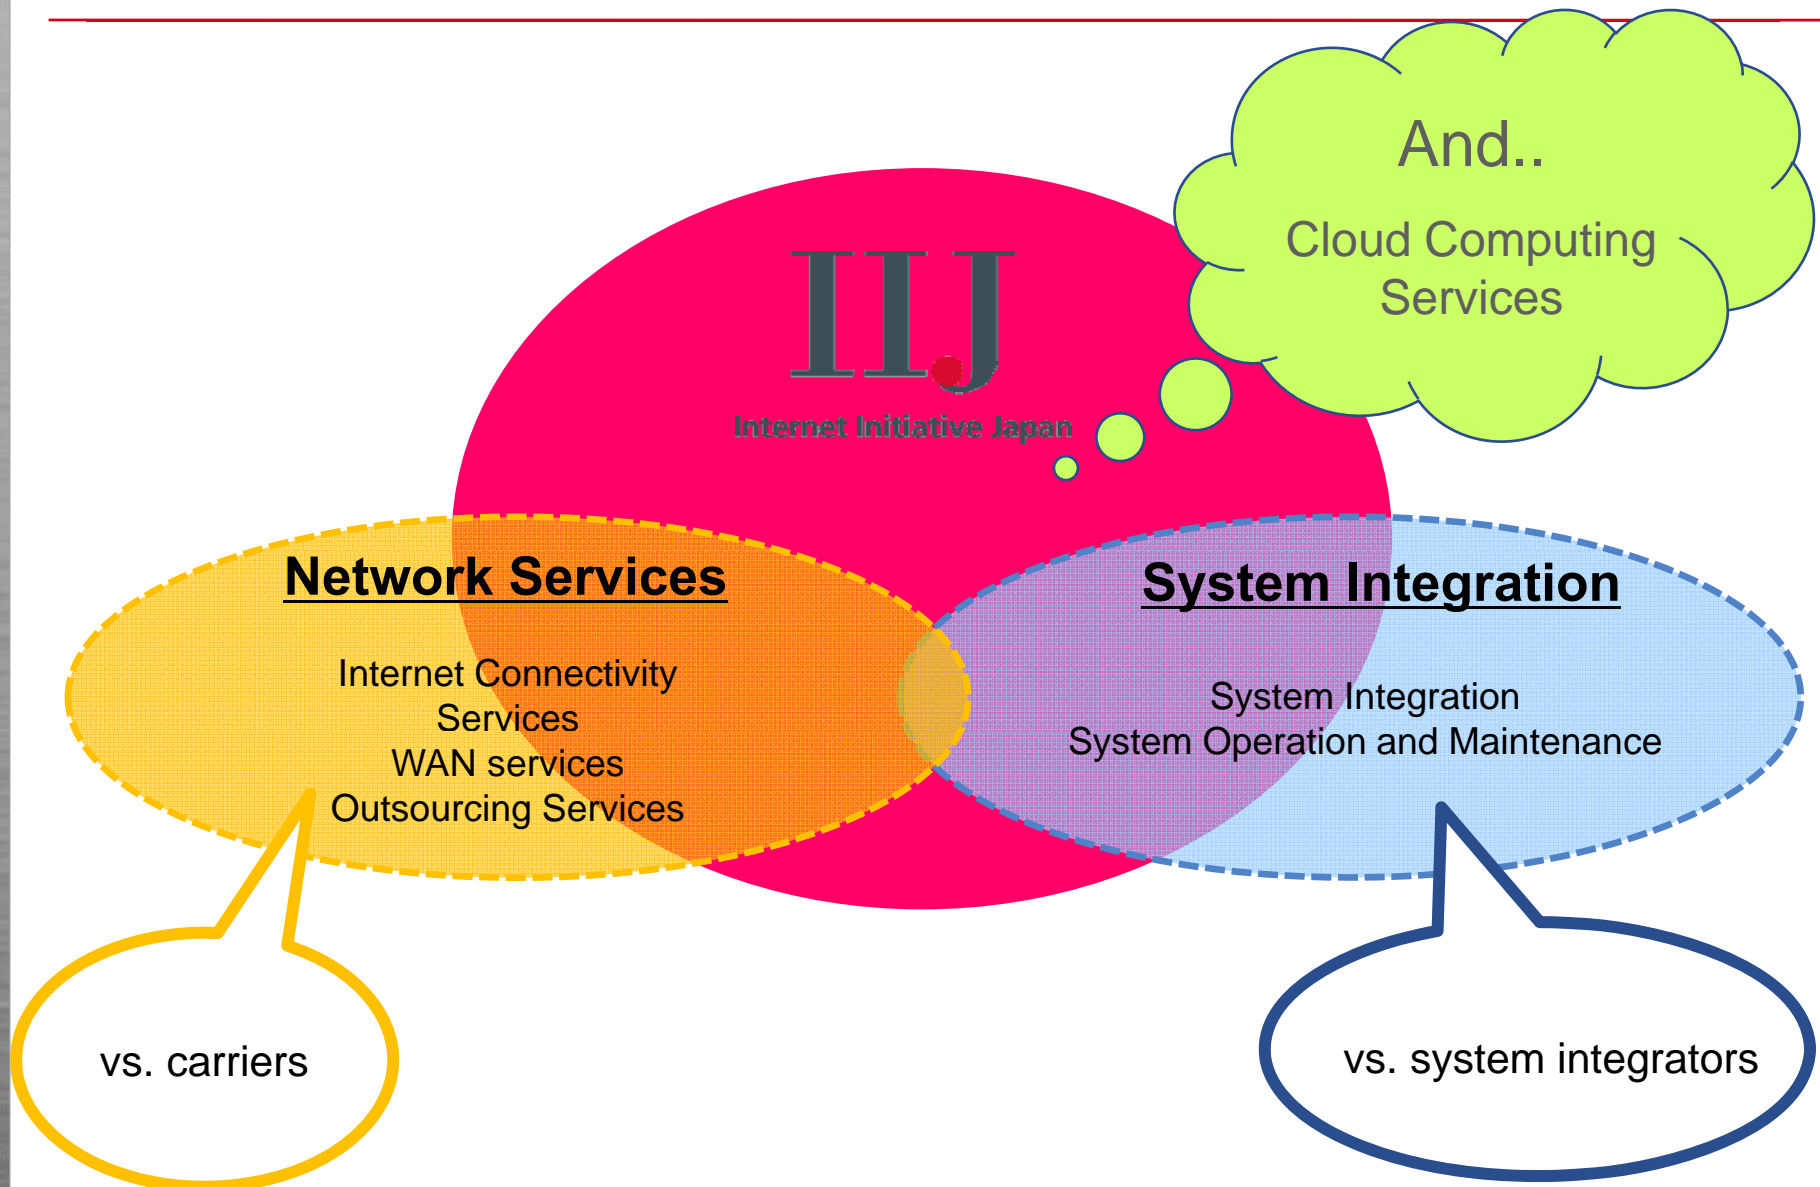 And..
Cloud Computing
Services
IIJ
Internet Initiative Japan
Network Services
Internet Connectivity
Services
WAN services
Outsourcing Services
System Integration
System Integration
System Operation and Maintenance
vs. carriers
vs. system integrators